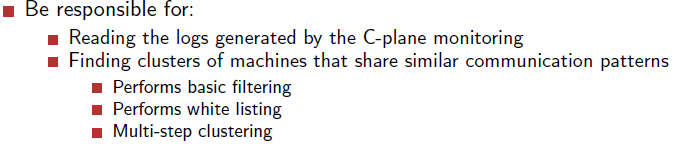 Be responsible for:
Reading the logs generated by the C-plane monitoring
Finding clusters of machines that share similar communication patterns
Performs basic filtering
Performs white listing
Multi-step clustering